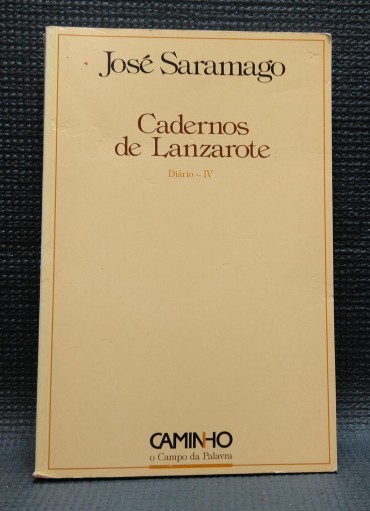 José Saramago
Cadernos
de Lanzarote
Diário – IV
CAMINHO
o Campo da Palavra